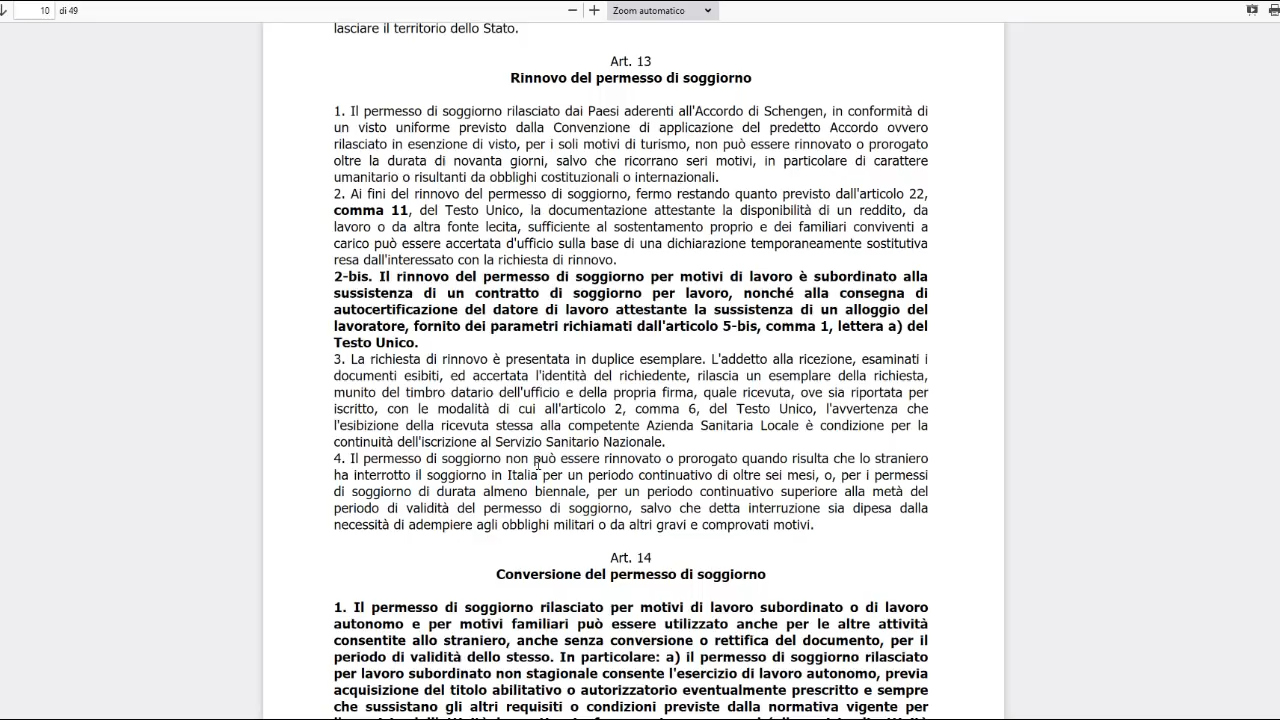 10 di 49 Zoom automatico
lasciare il territorio dello Stato.
Art. 13
Rinnovo del permesso di soggiorno
1. Il permesso di soggiorno rilasciato dai Paesi aderenti all'Accordo di Schengen, in conformità di
un visto uniforme previsto dalla Convenzione di applicazione del predetto Accordo ovvero
rilasciato in esenzione di visto, per i soli motivi di turismo, non può essere rinnovato o prorogato
oltre la durata di novanta giorni, salvo che ricorrano seri motivi, in particolare di carattere
umanitario o risultanti da obblighi costituzionali o internazionali.
2. Ai fini del rinnovo del permesso di soggiorno, fermo restando quanto previsto dall'articolo 22,
comma 11, del Testo Unico, la documentazione attestante la disponibilità di un reddito, da
lavoro o da altra fonte lecita, sufficiente al sostentamento proprio e dei familiari conviventi a
carico può essere accertata d'ufficio sulla base di una dichiarazione temporaneamente sostitutiva
resa dall'interessato con la richiesta di rinnovo.
2-bis. Il rinnovo del permesso di soggiorno per motivi di lavoro è subordinato alla
sussistenza di un contratto di soggiorno per lavoro, nonché alla consegna di
autocertificazione del datore di lavoro attestante la sussistenza di un alloggio del
lavoratore, fornito dei parametri richiamati dall'articolo 5-bis, comma 1, lettera a) del
Testo Unico.
3. La richiesta di rinnovo è presentata in duplice esemplare. L'addetto alla ricezione, esaminati i
documenti esibiti, ed accertata l'identità del richiedente, rilascia un esemplare della richiesta,
munito del timbro datario dell'ufficio e della propria firma, quale ricevuta, ove sia riportata per
iscritto, con le modalità di cui all'articolo 2, comma 6, del Testo Unico, l'avvertenza che
l'esibizione della ricevuta stessa alla competente Azienda Sanitaria Locale è condizione per la
continuità dell'iscrizione al Servizio Sanitario Nazionale.
4. Il permesso di soggiorno non può essere rinnovato o prorogato quando risulta che lo straniero
ha interrotto il soggiorno in Italia per un periodo continuativo di oltre sei mesi, o, per i permessi
di soggiorno di durata almeno biennale, per un periodo continuativo superiore alla metà del
periodo di validità del permesso di soggiorno, salvo che detta interruzione sia dipesa dalla
necessità di adempiere agli obblighi militari o da altri gravi e comprovati motivi.
Art. 14
Conversione del permesso di soggiorno
1. Il permesso di soggiorno rilasciato per motivi di lavoro subordinato o di lavoro
autonomo e per motivi familiari può essere utilizzato anche per le altre attività
consentite allo straniero, anche senza conversione o rettifica del documento, per il
periodo di validità dello stesso. In particolare: a) il permesso di soggiorno rilasciato
per lavoro subordinato non stagionale consente l'esercizio di lavoro autonomo, previa
acquisizione del titolo abilitativo o autorizzatorio eventualmente prescritto e sempre
che sussistano gli altri requisiti o condizioni previste dalla normativa vigente per